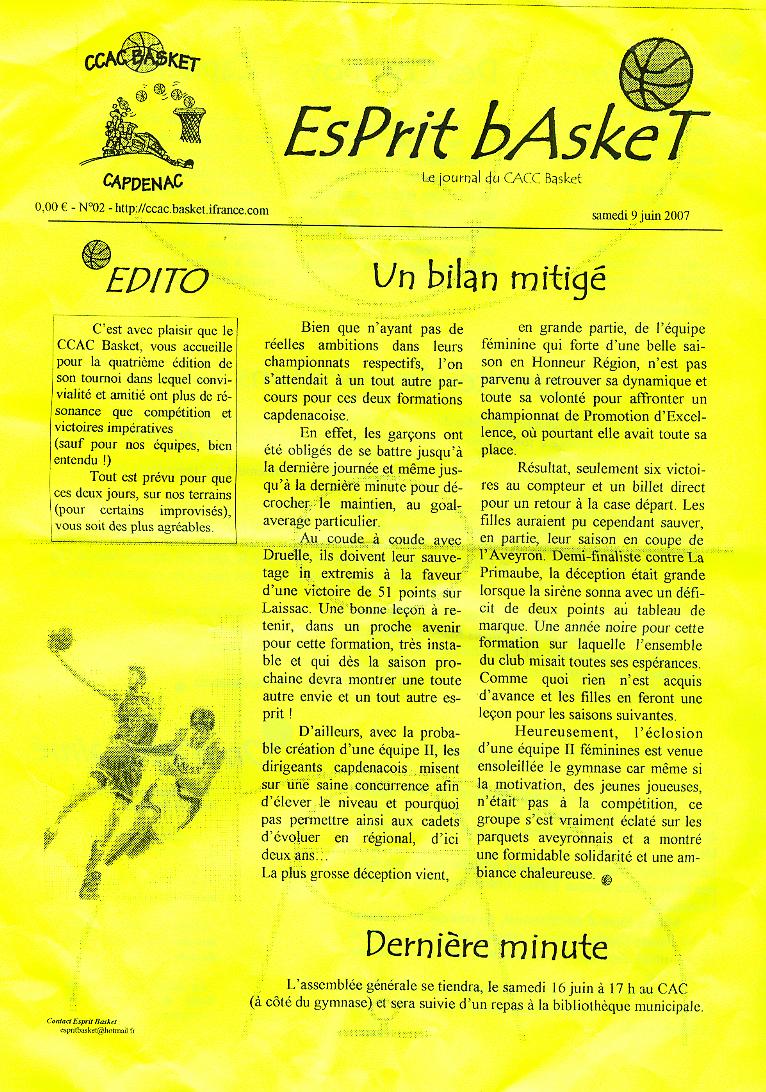 CCAC BASKET
CAPDENAC
EsPrit bAskeT
Le journal du CACC Basket
0,00 € - N°02 - http://ccac.basket.ifrance.com
samedi 9 juin 2007
EDITO
C'est avec plaisir que le
CCAC Basket, vous accueille
pour la quatrième édition de
son tournoi dans lequel convi-
vialité et amitié ont plus de ré-
sonance que compétition et
victoires impératives
(sauf pour nos équipes, bien
entendu !)
Tout est prévu pour que
ces deux jours, sur nos terrains
(pour certains improvisés),
vous soit des plus agréables.
Un bilan mitigé
Bien que n'ayant pas de
réelles ambitions dans leurs
championnats respectifs, l'on
s'attendait à un tout autre par-
cours pour ces deux formations
capdenacoise.
En effet, les garçons ont
été obligés de se battre jusqu'à
la dernière journée et même jus-
qu'à la dernière minute pour dé-
crocher le maintien, au goal-
average particulier.
Au coude à coude avec
Druelle, ils doivent leur sauve-
tage in extremis à la faveur
d'une victoire de 51 points sur
Laissac. Une bonne leçon à re-
tenir, dans un proche avenir
pour cette formation, très insta-
ble et qui dès la saison pro-
chaine devra montrer une toute
autre envie et un tout autre es-
prit !
D'ailleurs, avec la proba-
ble création d'une équipe II, les
dirigeants capdenacois misent
sur une saine concurrence afin
d'élever le niveau et pourquoi
pas permettre ainsi aux cadets
d'évoluer en régional, d'ici
deux ans...
La plus grosse déception vient,
en grande partie, de l'équipe
féminine qui forte d'une belle sai-
son en Honneur Région, n'est pas
parvenu à retrouver sa dynamique et
toute sa volonté pour affronter un
championnat de Promotion d'Excel-
lence, où pourtant elle avait toute sa
place.
Résultat, seulement six victoi-
res au compteur et un billet direct
pour un retour à la case départ. Les
filles auraient pu cependant sauver,
en partie, leur saison en coupe de
l'Aveyron. Demi-finaliste contre La
Primaube, la déception était grande
lorsque la sirène sonna avec un défi-
cit de deux points au tableau de
marque. Une année noire pour cette
formation sur laquelle l'ensemble
du club misait toutes ses espérances.
Comme quoi rien n'est acquis
d'avance et les filles en feront une
leçon pour les saisons suivantes.
Heureusement, l'éclosion
d'une équipe II féminines est venue
ensoleillée le gymnase car même si
la motivation, des jeunes joueuses,
n'était pas à la compétition, ce
groupe s'est vraiment éclaté sur les
parquets aveyronnais et a montré
une formidable solidarité et une am-
biance chaleureuse.
Dernière minute
L'assemblée générale se tiendra, le samedi 16 juin à 17 h au CAC
(à côté du gymnase) et sera suivie d'un repas à la bibliothèque municipale.
Contact Esprit Basket
espritbasket@hotmail.fr